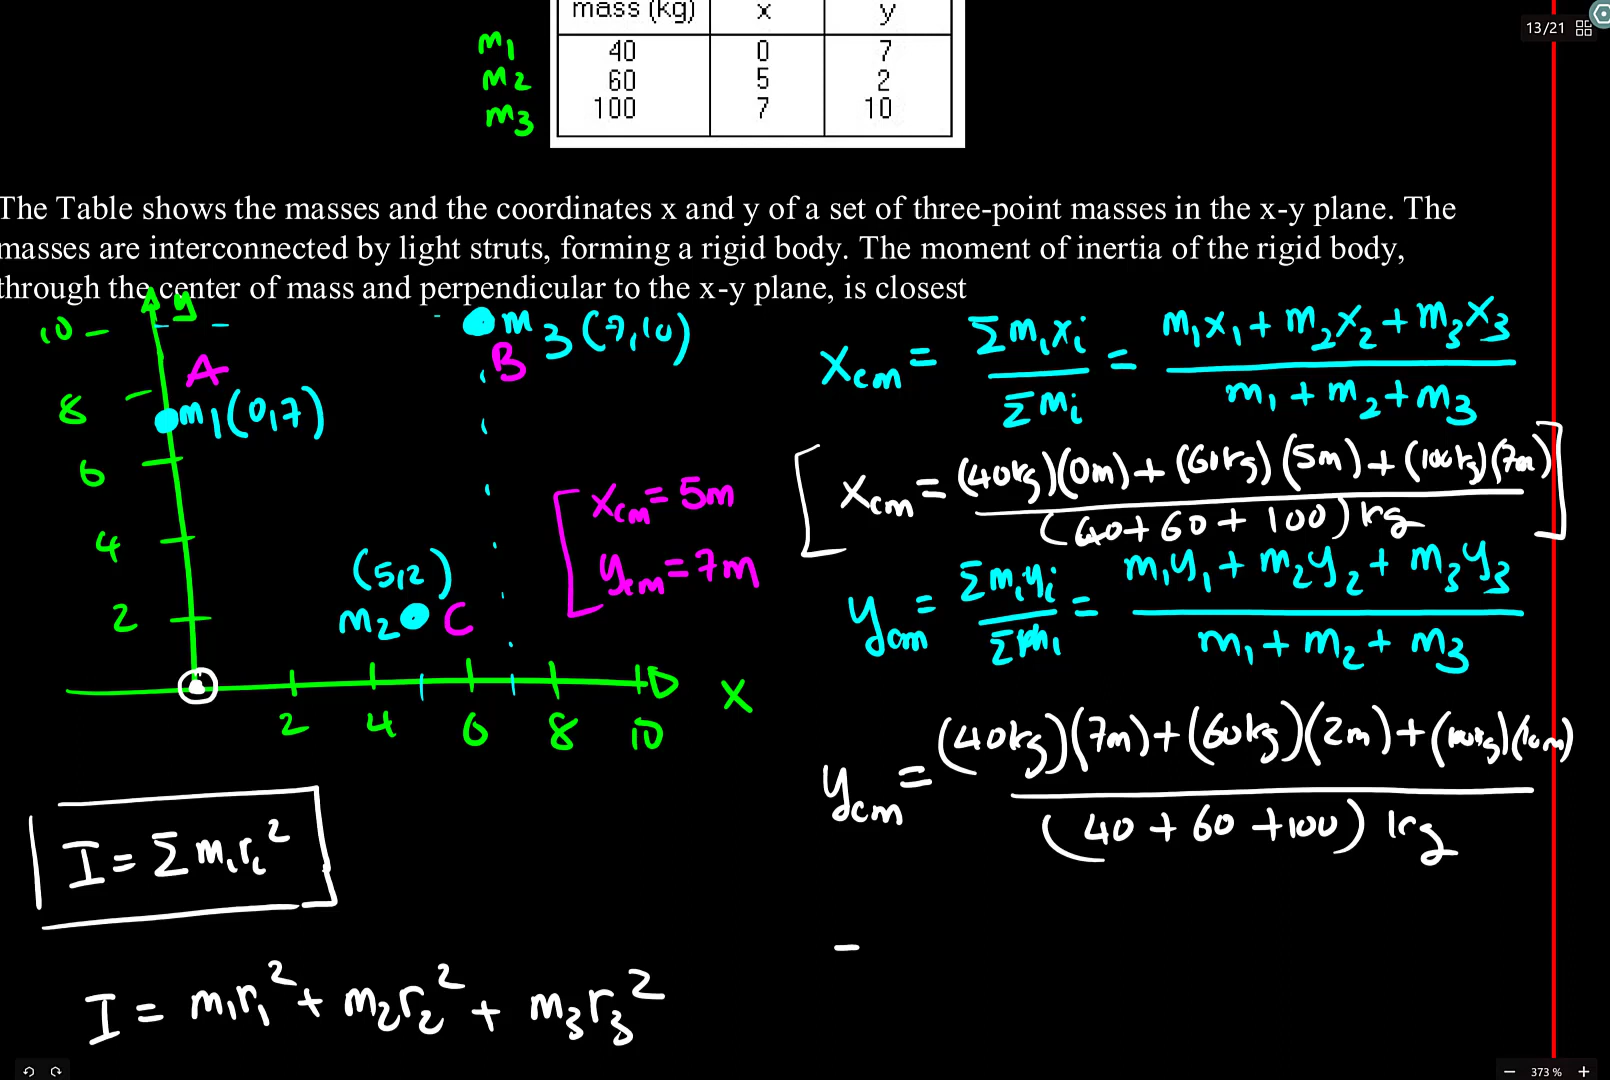 mass (kg) x y
13/21
m1 40 0 7
m2 60 5 2
m3 100 7 10
The Table shows the masses and the coordinates x and y of a set of three-point masses in the x-y plane. The
masses are interconnected by light struts, forming a rigid body. The moment of inertia of the rigid body,
through the center of mass and perpendicular to the x-y plane, is closest
y
10
m3 (7,10)
A
B
8
m1 (0,7)
6
4
(5,2)
2
m2 C
x
2 4 6 8 10
xcm = 5m
ycm = 7m
xcm = Σmixi / Σmi = m1x1 + m2x2 + m3x3 / m1 + m2 + m3
xcm = (40kg)(0m) + (60kg)(5m) + (100kg)(7m) / (40 + 60 + 100) kg
ycm = Σmiyi / Σmi = m1y1 + m2y2 + m3y3 / m1 + m2 + m3
ycm = (40kg)(7m) + (60kg)(2m) + (100kg)(10m) / (40 + 60 + 100) kg
I = Σmiri²
I = m1r1² + m2r2² + m3r3²
373 %